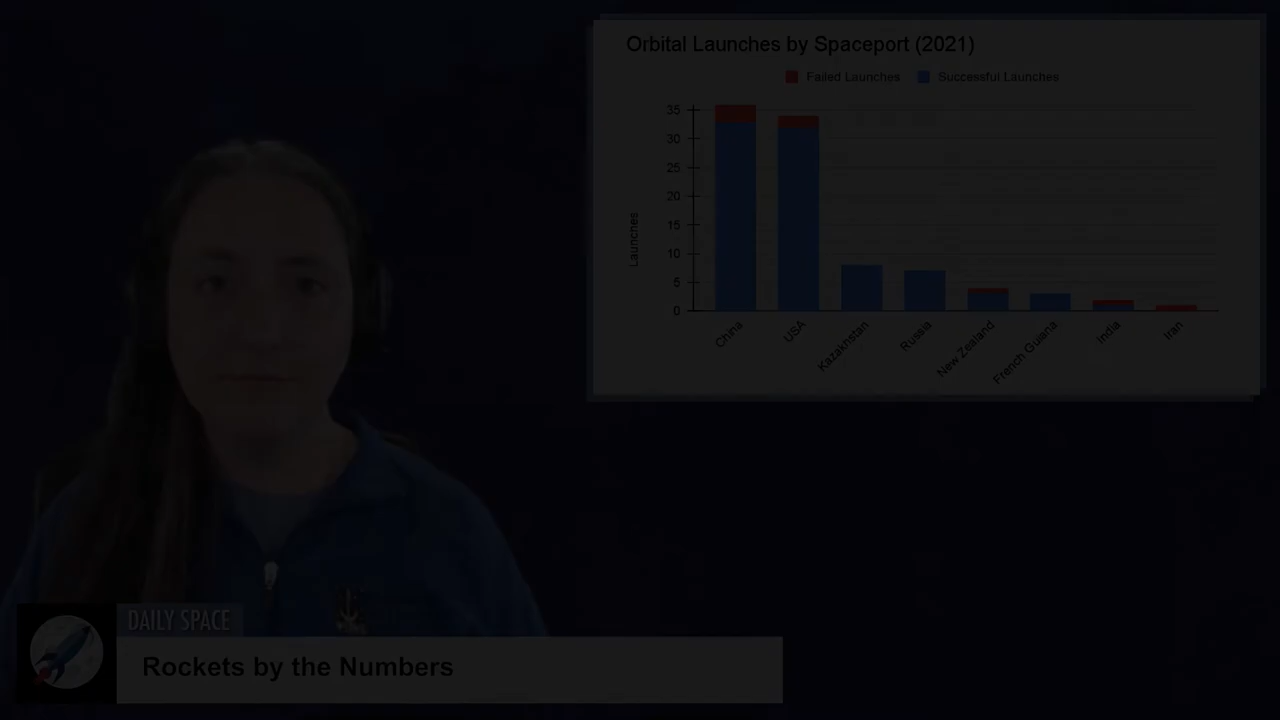 Orbital Launches by Spaceport (2021)
Failed Launches Successful Launches
35
30
25
20
15
10
5
0
Launches
China USA Kazakhstan Russia New Zealand French Guiana India Iran
DAILY SPACE
Rockets by the Numbers